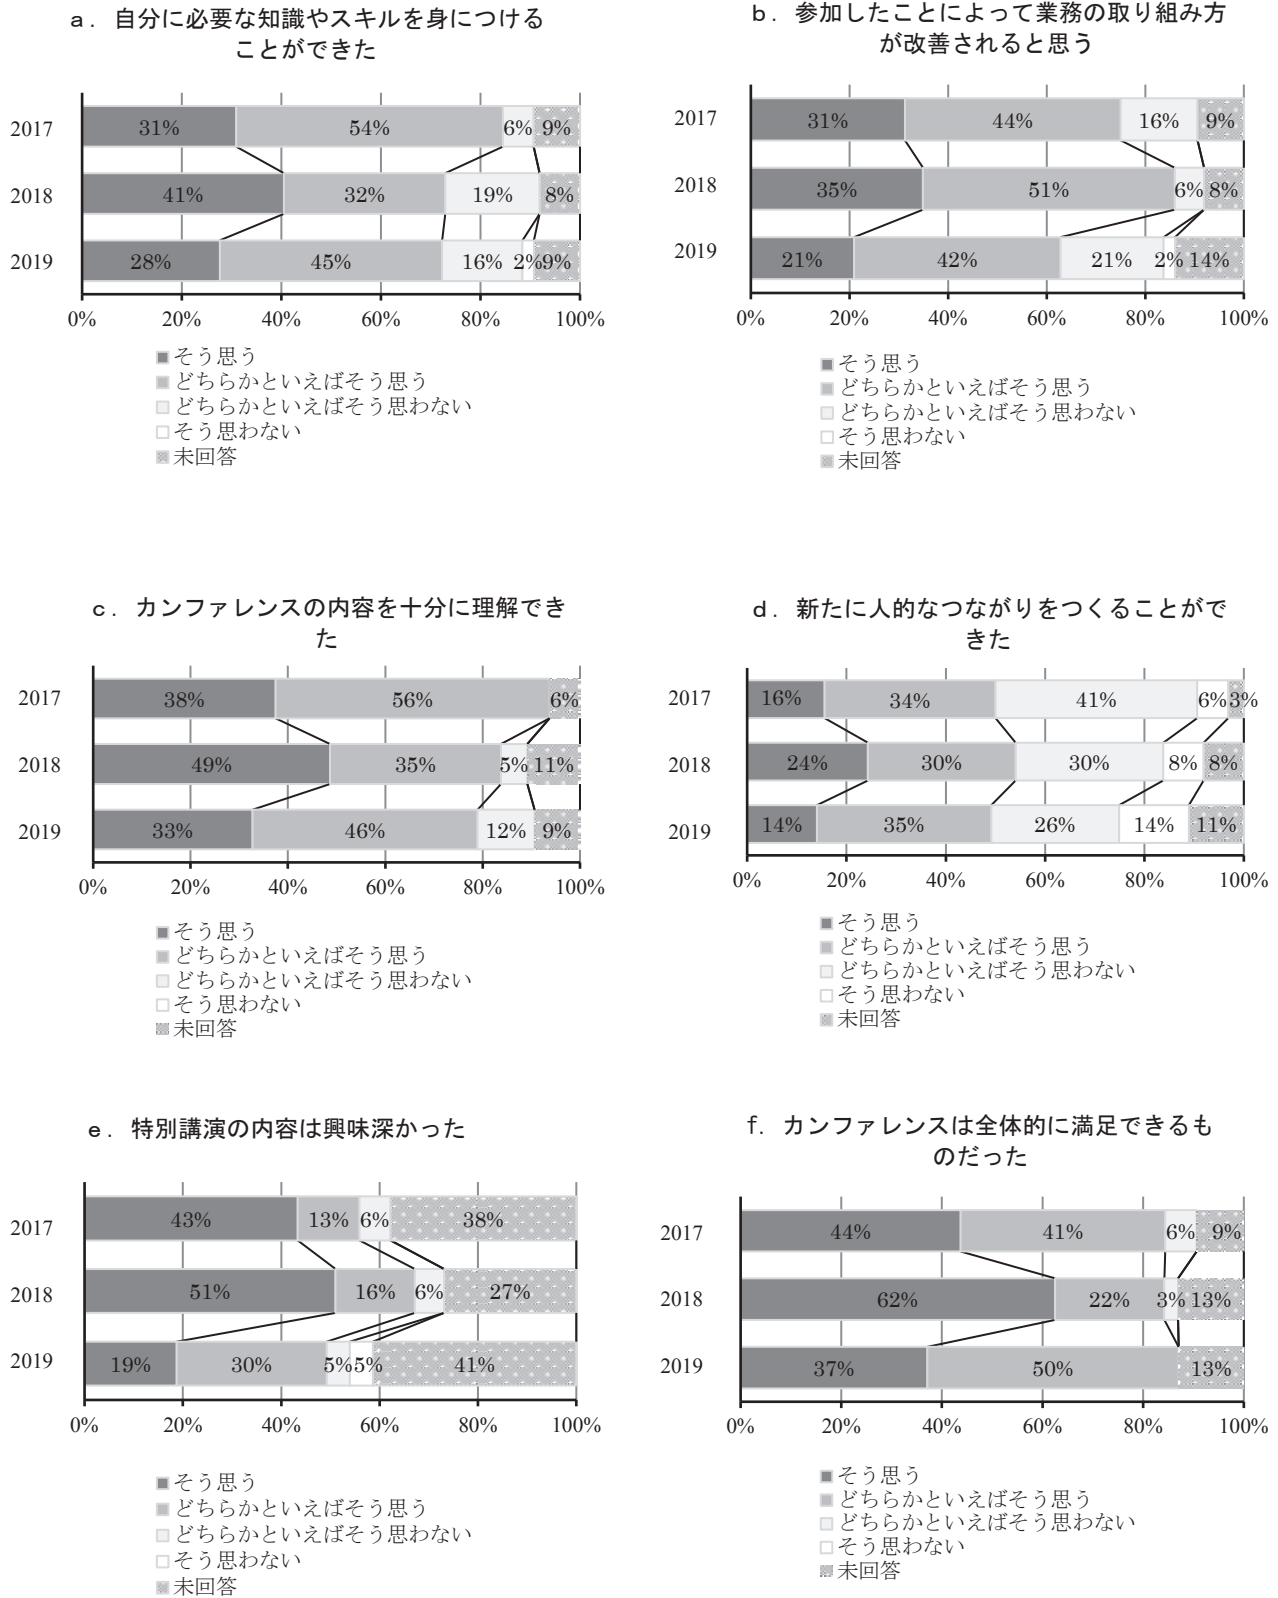 a．自分に必要な知識やスキルを身につける
ことができた
2017 31% 54% 6% 9%
2018 41% 32% 19% 8%
2019 28% 45% 16% 2% 9%
0% 20% 40% 60% 80% 100%
そう思う
どちらかといえばそう思う
どちらかといえばそう思わない
そう思わない
未回答
b．参加したことによって業務の取り組み方
が改善されると思う
2017 31% 44% 16% 9%
2018 35% 51% 6% 8%
2019 21% 42% 21% 2% 14%
0% 20% 40% 60% 80% 100%
そう思う
どちらかといえばそう思う
どちらかといえばそう思わない
そう思わない
未回答
c．カンファレンスの内容を十分に理解でき
た
2017 38% 56% 6%
2018 49% 35% 5% 11%
2019 33% 46% 12% 9%
0% 20% 40% 60% 80% 100%
そう思う
どちらかといえばそう思う
どちらかといえばそう思わない
そう思わない
未回答
d．新たに人的なつながりをつくることがで
きた
2017 16% 34% 41% 6% 3%
2018 24% 30% 30% 8% 8%
2019 14% 35% 26% 14% 11%
0% 20% 40% 60% 80% 100%
そう思う
どちらかといえばそう思う
どちらかといえばそう思わない
そう思わない
未回答
e．特別講演の内容は興味深かった
2017 43% 13% 6% 38%
2018 51% 16% 6% 27%
2019 19% 30% 5% 5% 41%
0% 20% 40% 60% 80% 100%
そう思う
どちらかといえばそう思う
どちらかといえばそう思わない
そう思わない
未回答
f．カンファレンスは全体的に満足できるも
のだった
2017 44% 41% 6% 9%
2018 62% 22% 3% 13%
2019 37% 50% 13%
0% 20% 40% 60% 80% 100%
そう思う
どちらかといえばそう思う
どちらかといえばそう思わない
そう思わない
未回答